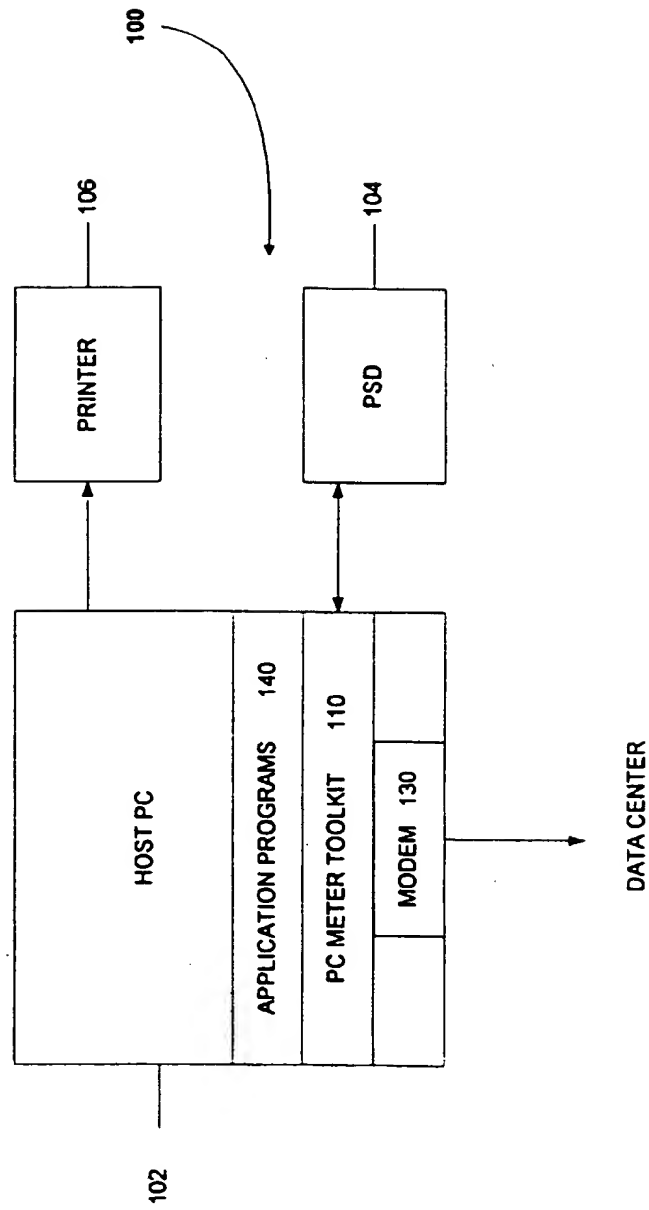 100
106
PRINTER
104
PSD
HOST PC
APPLICATION PROGRAMS 140
PC METER TOOLKIT 110
MODEM 130
102
DATA CENTER